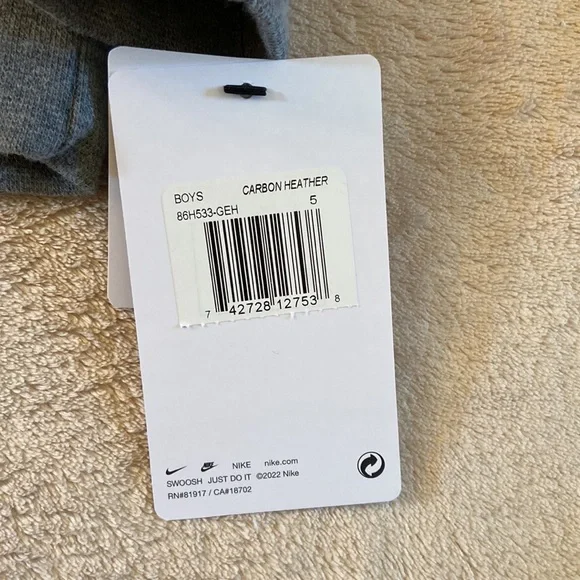 BOYS CARBON HEATHER
86H533-GEH 5
7 42728 12753 8
NIKE nike.com
SWOOSH JUST DO IT ©2022 Nike
RN#81917 / CA#18702